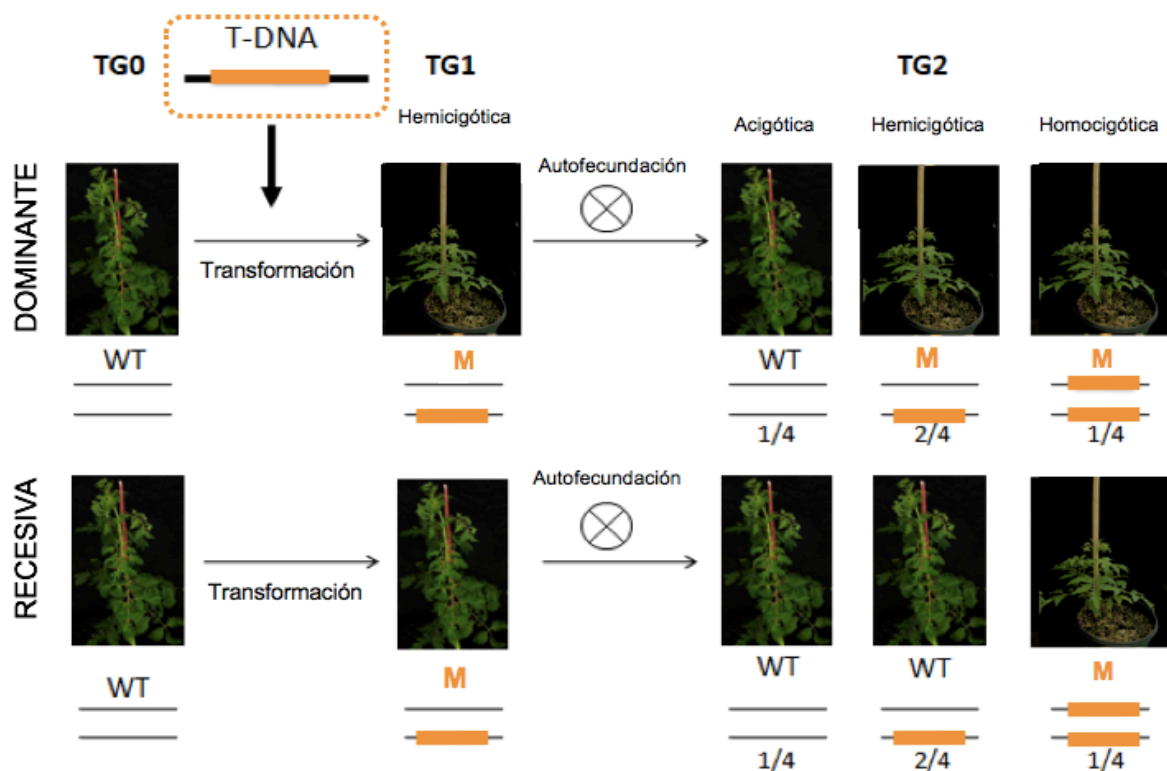 T-DNA
TG0
TG1
TG2
Hemicigótica
Acigótica
Hemicigótica
Homocigótica
DOMINANTE
Transformación
Autofecundación
WT
M
WT
M
M
1/4
2/4
1/4
RECESIVA
Transformación
Autofecundación
WT
M
WT
WT
M
1/4
2/4
1/4